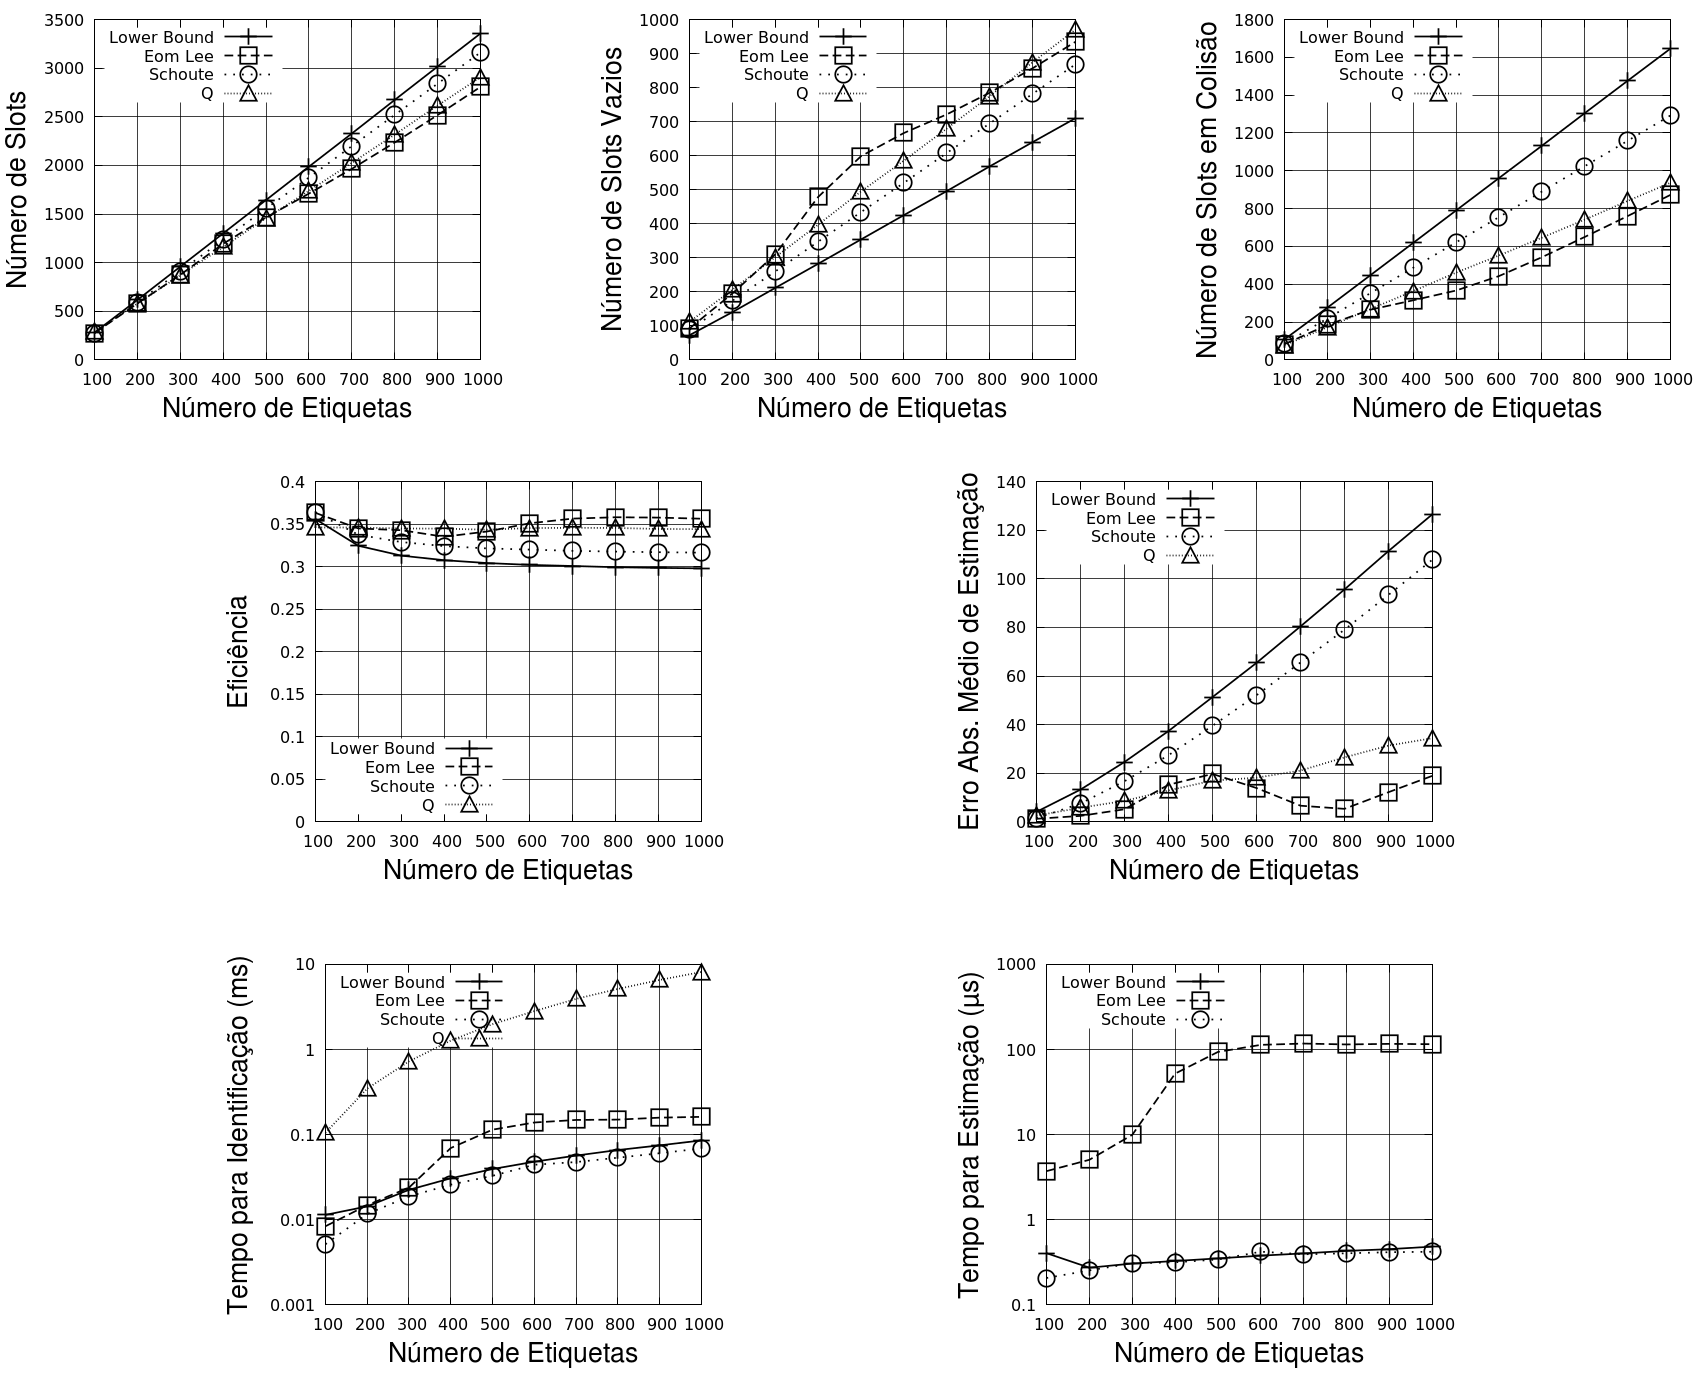 Número de Slots
3500
3000
2500
2000
1500
1000
500
0
Lower Bound
Eom Lee
Schoute
Q
100 200 300 400 500 600 700 800 900 1000
Número de Etiquetas
Número de Slots Vazios
1000
900
800
700
600
500
400
300
200
100
0
Lower Bound
Eom Lee
Schoute
Q
100 200 300 400 500 600 700 800 900 1000
Número de Etiquetas
Número de Slots em Colisão
1800
1600
1400
1200
1000
800
600
400
200
0
Lower Bound
Eom Lee
Schoute
Q
100 200 300 400 500 600 700 800 900 1000
Número de Etiquetas
Eficiência
0.4
0.35
0.3
0.25
0.2
0.15
0.1
0.05
0
Lower Bound
Eom Lee
Schoute
Q
100 200 300 400 500 600 700 800 900 1000
Número de Etiquetas
Erro Abs. Médio de Estimação
140
120
100
80
60
40
20
0
Lower Bound
Eom Lee
Schoute
Q
100 200 300 400 500 600 700 800 900 1000
Número de Etiquetas
Tempo para Identificação (ms)
10
1
0.1
0.01
0.001
Lower Bound
Eom Lee
Schoute
Q
100 200 300 400 500 600 700 800 900 1000
Número de Etiquetas
Tempo para Estimação (µs)
1000
100
10
1
0.1
Lower Bound
Eom Lee
Schoute
100 200 300 400 500 600 700 800 900 1000
Número de Etiquetas